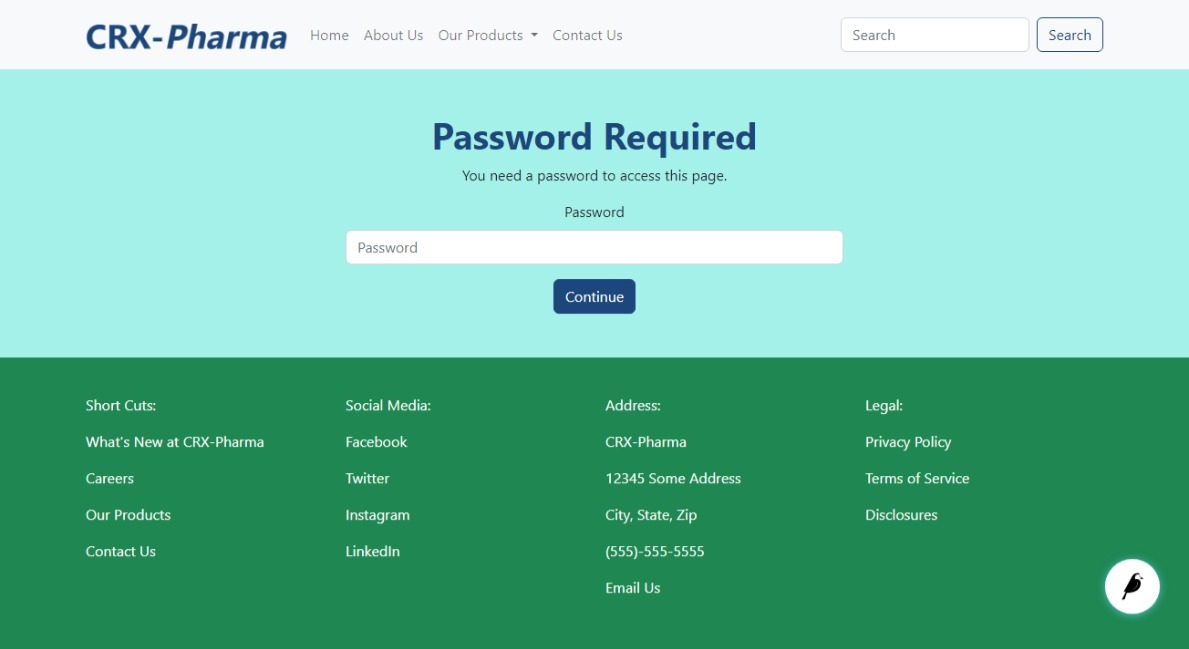 CRX-Pharma
Home
About Us
Our Products
Contact Us
Search
Search
Password Required
You need a password to access this page.
Password
Password
Continue
Short Cuts:
What's New at CRX-Pharma
Careers
Our Products
Contact Us
Social Media:
Facebook
Twitter
Instagram
LinkedIn
Address:
CRX-Pharma
12345 Some Address
City, State, Zip
(555)-555-5555
Email Us
Legal:
Privacy Policy
Terms of Service
Disclosures